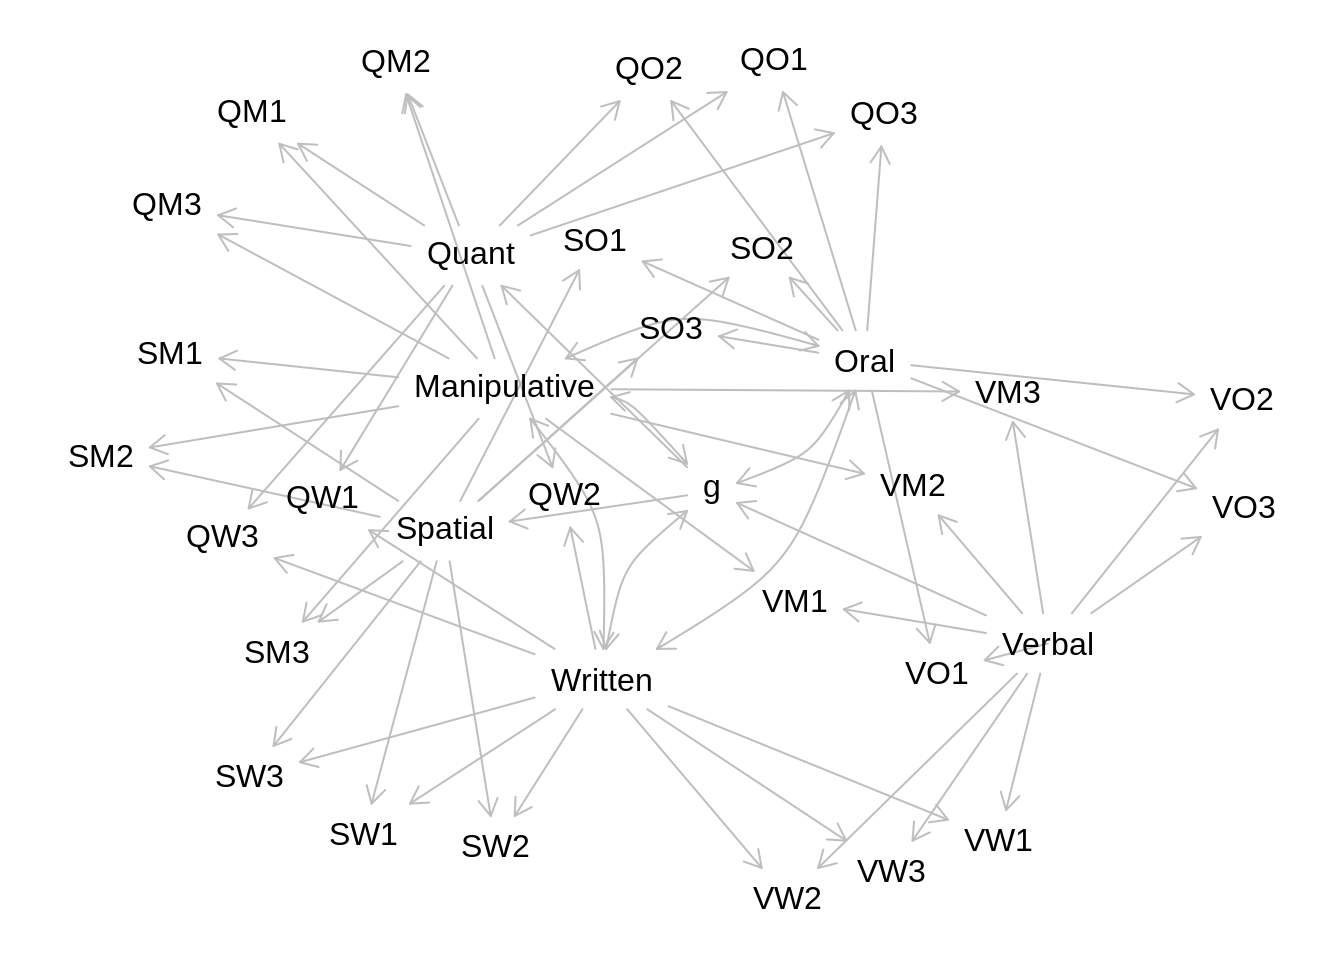 QM2
QO2
QO1
QM1
QO3
QM3
SO1
SO2
Quant
SO3
SM1
Oral
Manipulative
VM3
VO2
SM2
VM2
g
QW1
QW2
VO3
Spatial
QW3
VM1
Verbal
SM3
VO1
Written
SW3
SW1
VW1
SW2
VW3
VW2